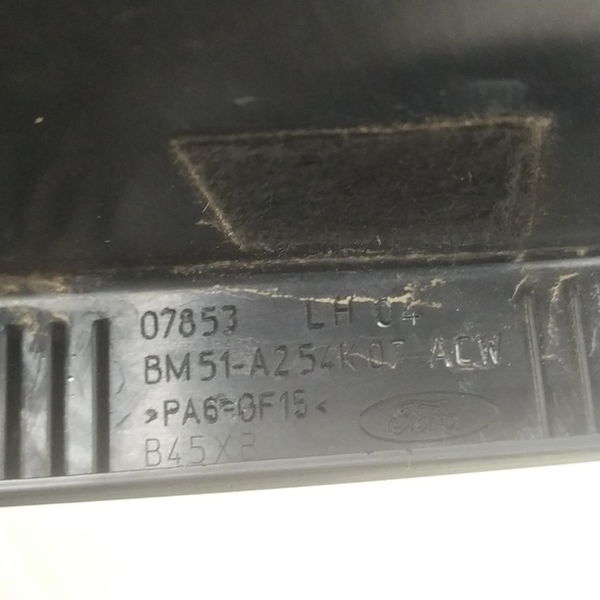 07853 LH 04
BM51-A254K07-ACW
>PA6-GF15<
Ford
B45XB